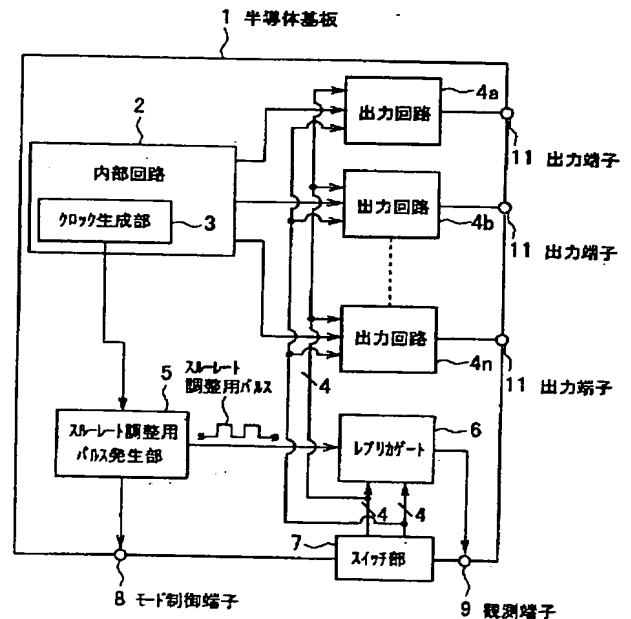 1 半導体基板
2
内部回路
クロック生成部
3
出力回路
4a
11 出力端子
出力回路
4b
11 出力端子
出力回路
4n
11 出力端子
4
5
スルーレート
調整用パルス
スルーレート調整用
パルス発生部
6
レプリカゲート
4
4
7
スイッチ部
8 モード制御端子
9 観測端子